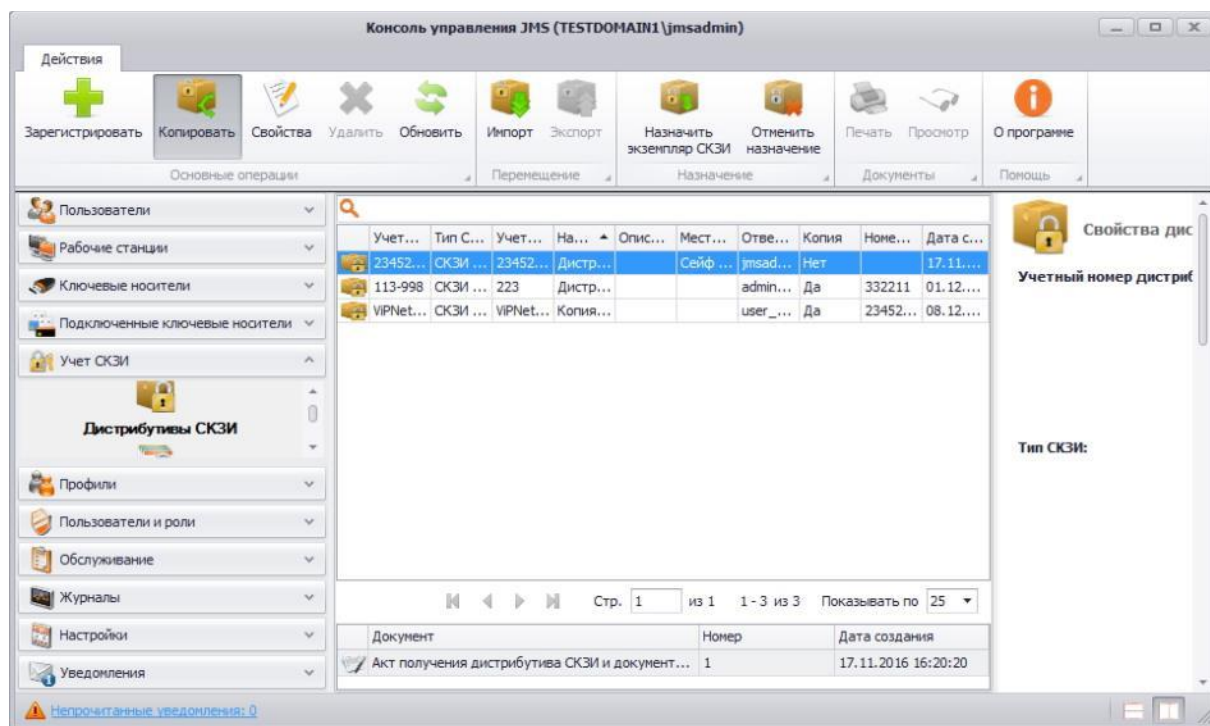 Консоль управления JMS (TESTDOMAIN1\jmsadmin)
Действия
Зарегистрировать Копировать Свойства Удалить Обновить Импорт Экспорт Назначить экземпляр СКЗИ Отменить назначение Печать Просмотр О программе
Основные операции Перемещение Назначение Документы Помощь
Пользователи
Рабочие станции
Ключевые носители
Подключенные ключевые носители
Учет СКЗИ
Дистрибутивы СКЗИ
Профили
Пользователи и роли
Обслуживание
Журналы
Настройки
Уведомления
Учет... Тип С... Учет... На... Опис... Мест... Отве... Копия Номе... Дата с...
23452... СКЗИ ... 23452... Дистр... Сейф ... jmsad... Нет 17.11....
113-998 СКЗИ ... 223 Дистр... admin... Да 332211 01.12....
ViPNet... СКЗИ ... ViPNet... Копия... user_... Да 23452... 08.12....
Стр. 1 из 1 1 - 3 из 3 Показывать по 25
Документ Номер Дата создания
Акт получения дистрибутива СКЗИ и документ... 1 17.11.2016 16:20:20
Свойства дис
Учетный номер дистриб
Тип СКЗИ:
Непрочитанные уведомления: 0